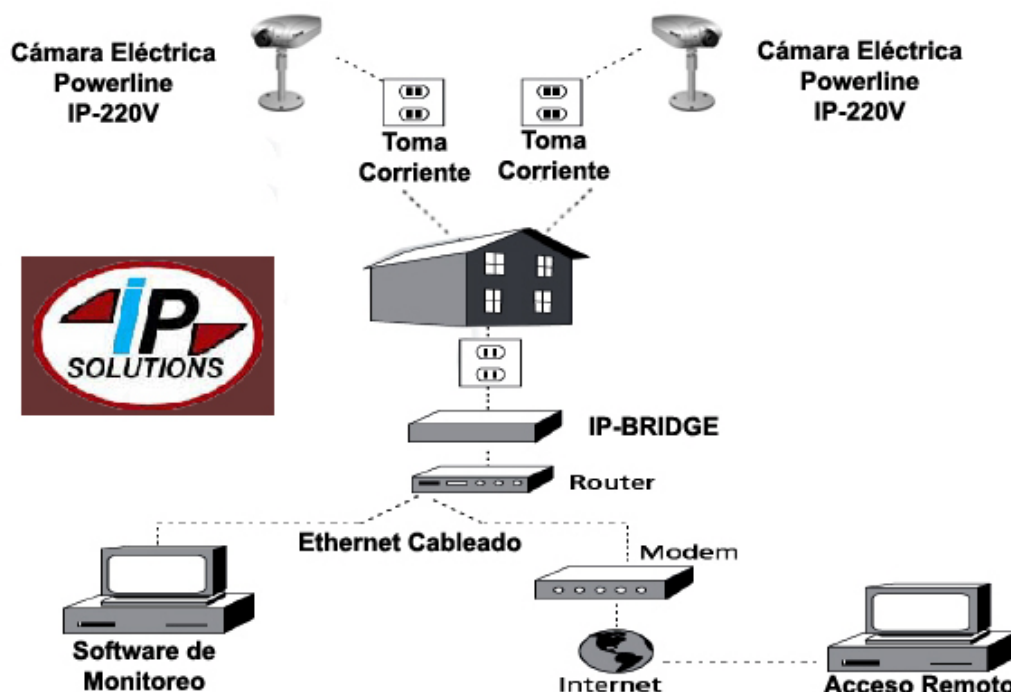 Cámara Eléctrica
Powerline
IP-220V
Cámara Eléctrica
Powerline
IP-220V
Toma
Corriente
Toma
Corriente
iP
SOLUTIONS
IP-BRIDGE
Router
Ethernet Cableado
Modem
Software de
Monitoreo
Internet
Acceso Remoto